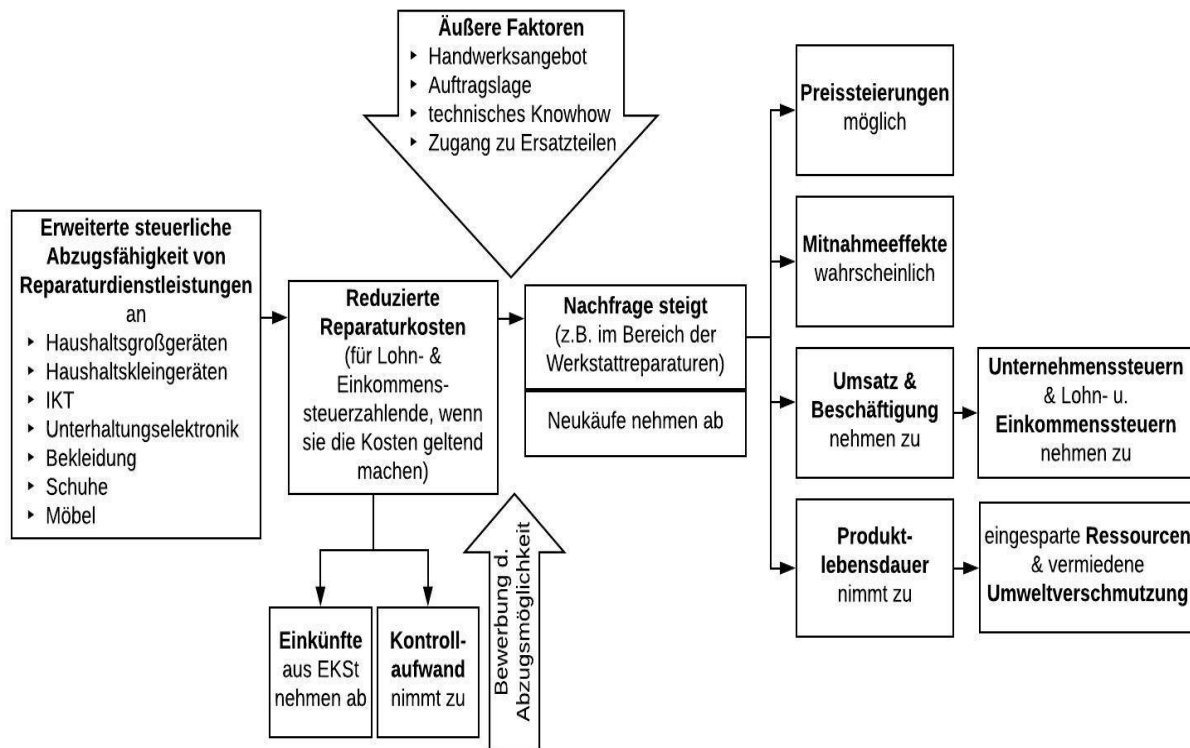 Äußere Faktoren
‣ Handwerksangebot
‣ Auftragslage
‣ technisches Knowhow
‣ Zugang zu Ersatzteilen
Erweiterte steuerliche
Abzugsfähigkeit von
Reparaturdienstleistungen
an
‣ Haushaltsgroßgeräten
‣ Haushaltskleingeräten
‣ IKT
‣ Unterhaltungselektronik
‣ Bekleidung
‣ Schuhe
‣ Möbel
Reduzierte
Reparaturkosten
(für Lohn- &
Einkommens-
steuerzahlende, wenn
sie die Kosten geltend
machen)
Einkünfte
aus EKSt
nehmen ab
Kontroll-
aufwand
nimmt zu
Bewerbung d.
Abzugsmöglichkeit
Nachfrage steigt
(z.B. im Bereich der
Werkstattreparaturen)
Neukäufe nehmen ab
Preissteierungen
möglich
Mitnahmeeffekte
wahrscheinlich
Umsatz &
Beschäftigung
nehmen zu
Unternehmenssteuern
& Lohn- u.
Einkommenssteuern
nehmen zu
Produkt-
lebensdauer
nimmt zu
eingesparte Ressourcen
& vermiedene
Umweltverschmutzung